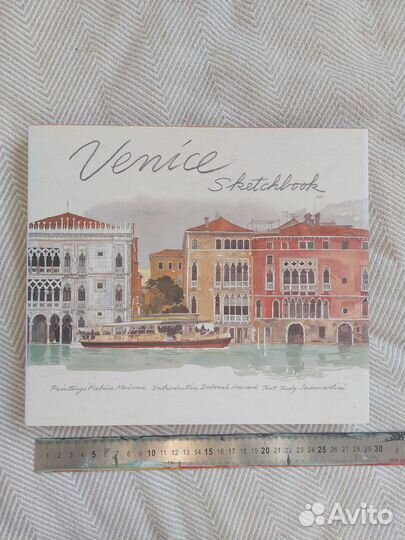 Venice
Sketchbook
Paintings Fabrice Moireau Introduction Deborah Howard Text Tudy Sammartini
1 2 3 4 5 6 7 8 9 10 11 12 13 14 15 16 17 18 19 20 21 22 23 24 25 26 27 28 29 30
Avito